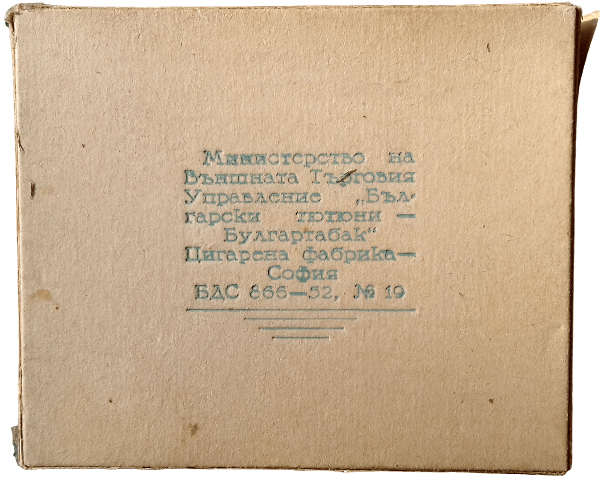 Министерство на
Външната Търговия
Управление „Бъл-
гарски тютюни —
Булгартабак“
Цигарена фабрика—
София
БДС 866—52, № 19